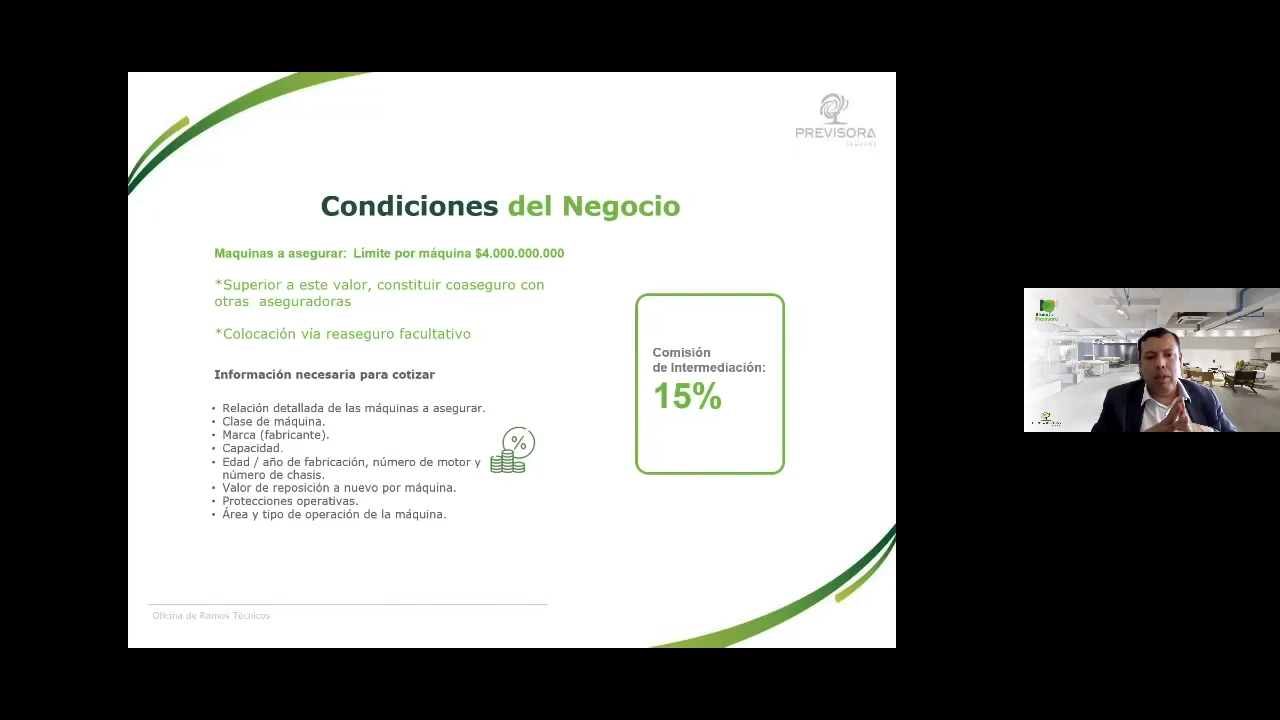 PREVISORA
SEGUROS
Condiciones del Negocio
Maquinas a asegurar: Límite por máquina $4.000.000.000
*Superior a este valor, constituir coaseguro con
otras aseguradoras
*Colocación vía reaseguro facultativo
Información necesaria para cotizar
• Relación detallada de las máquinas a asegurar.
• Clase de máquina.
• Marca (fabricante).
• Capacidad.
• Edad / año de fabricación, número de motor y
número de chasis.
• Valor de reposición a nuevo por máquina.
• Protecciones operativas.
• Área y tipo de operación de la máquina.
%
Comisión
de Intermediación:
15%
Oficina de Ramos Técnicos
Previsora